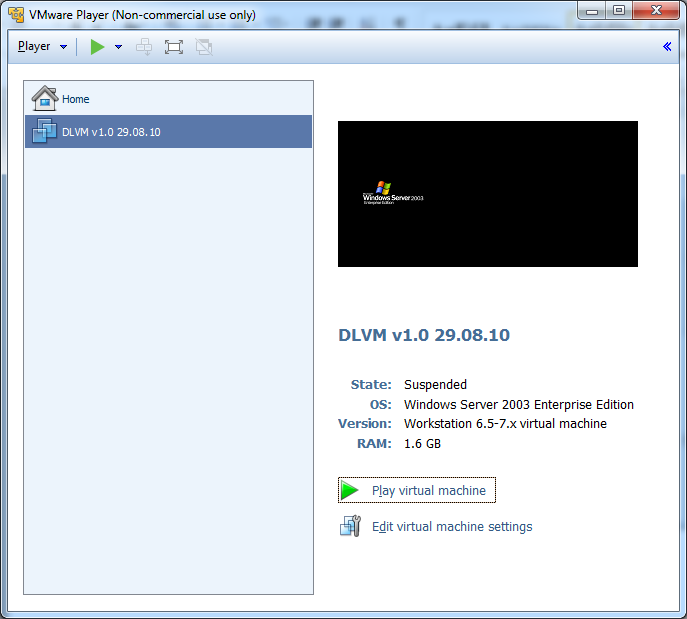 VMware Player (Non-commercial use only)
Player
Home
DLVM v1.0 29.08.10
Windows Server 2003
Enterprise Edition
DLVM v1.0 29.08.10
State: Suspended
OS: Windows Server 2003 Enterprise Edition
Version: Workstation 6.5-7.x virtual machine
RAM: 1.6 GB
Play virtual machine
Edit virtual machine settings